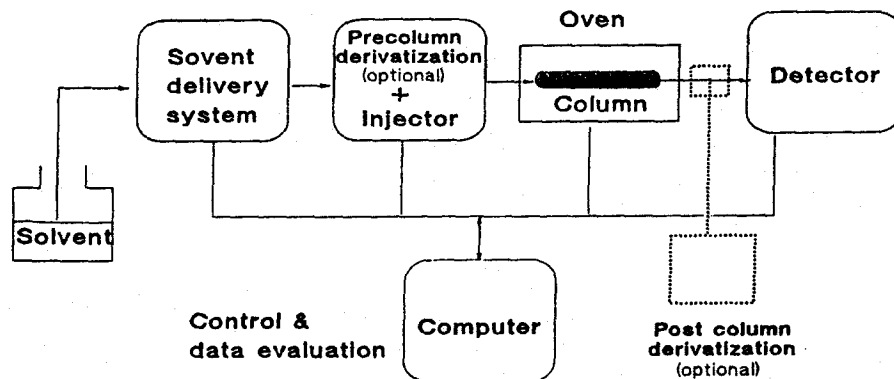 Sovent
delivery
system
Precolumn
derivatization
(optional)
+
Injector
Oven
Column
Detector
Solvent
Control &
data evaluation
Computer
Post column
derivatization
(optional)